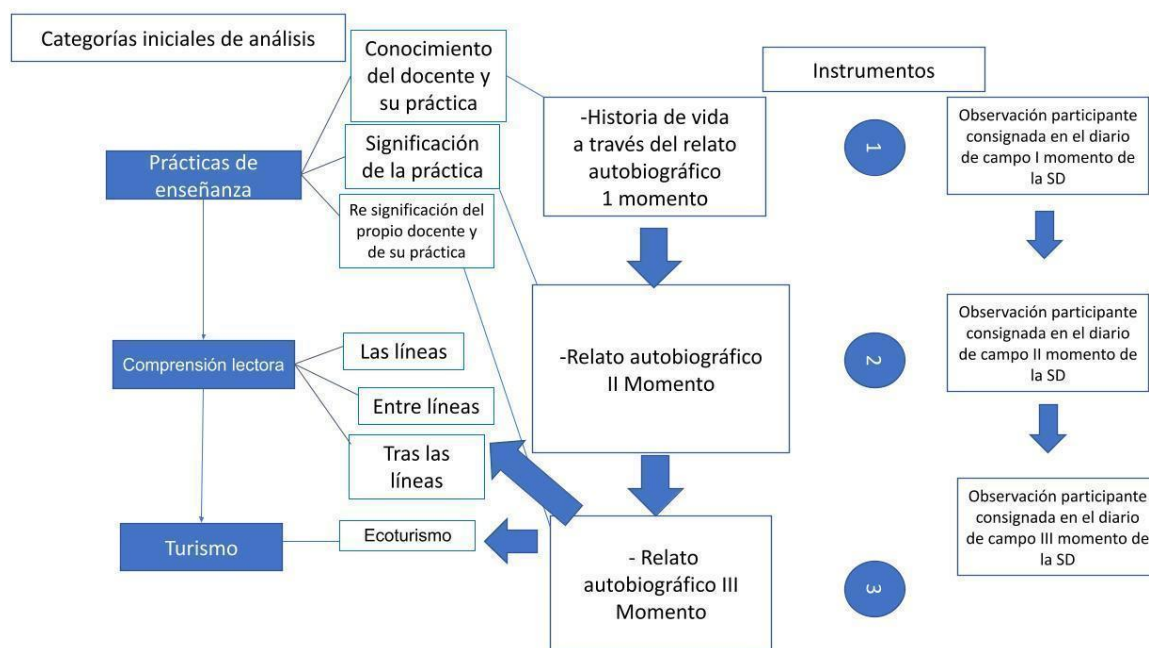 Categorías iniciales de análisis
Conocimiento
del docente y
su práctica
Significación
de la práctica
Re significación del
propio docente y
de su práctica
Prácticas de
enseñanza
Comprensión lectora
Las líneas
Entre líneas
Tras las
líneas
Turismo
Ecoturismo
-Historia de vida
a través del relato
autobiográfico
1 momento
-Relato autobiográfico
II Momento
- Relato
autobiográfico III
Momento
Instrumentos
1
Observación participante
consignada en el diario
de campo I momento de
la SD
2
Observación participante
consignada en el diario
de campo II momento de
la SD
3
Observación participante
consignada en el diario
de campo III momento de
la SD